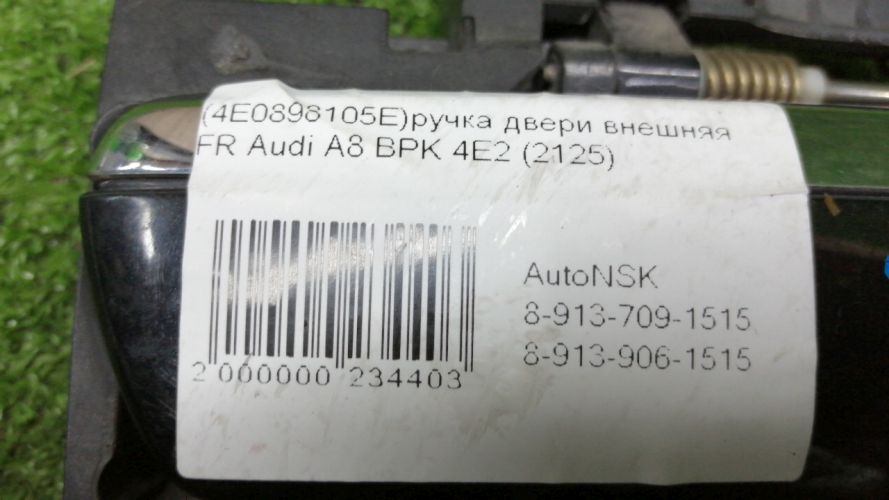 (4E0898105E)ручка двери внешняя
FR Audi A8 BPK 4E2 (2125)
AutoNSK
8-913-709-1515
8-913-906-1515
2 000000 234403